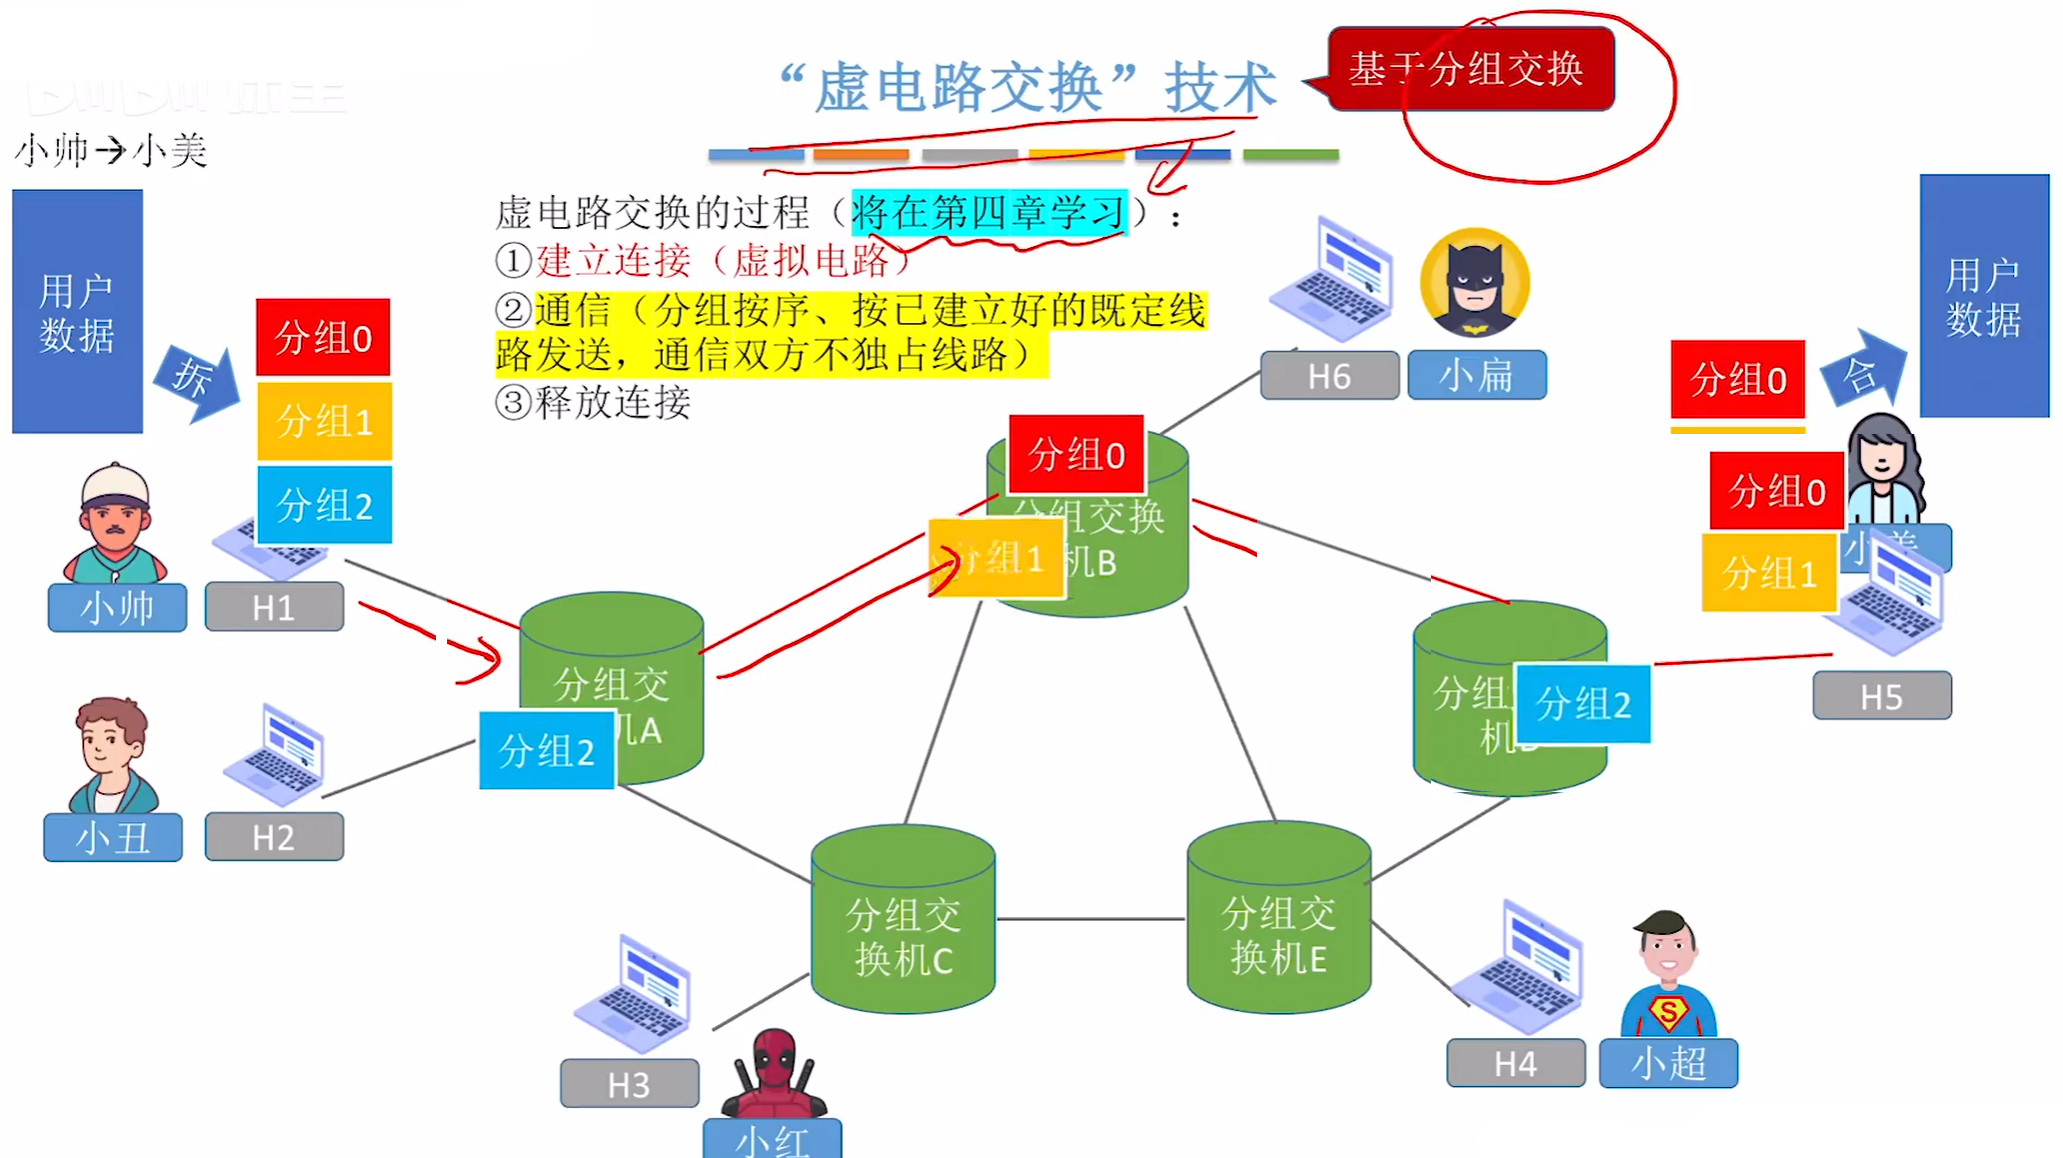 “虚电路交换”技术
基于分组交换
小帅→小美
虚电路交换的过程（将在第四章学习）：
①建立连接（虚拟电路）
②通信（分组按序、按已建立好的既定线
路发送，通信双方不独占线路）
③释放连接
用户
数据
拆
分组0
分组1
分组2
小帅
H1
小丑
H2
分组交
机A
分组2
分组0
分组交换
机B
分组1
H6
小扁
用户
数据
合
分组0
分组0
分组1
小美
H5
分组
机D
分组2
分组交
换机C
分组交
换机E
H3
小红
H4
小超
S